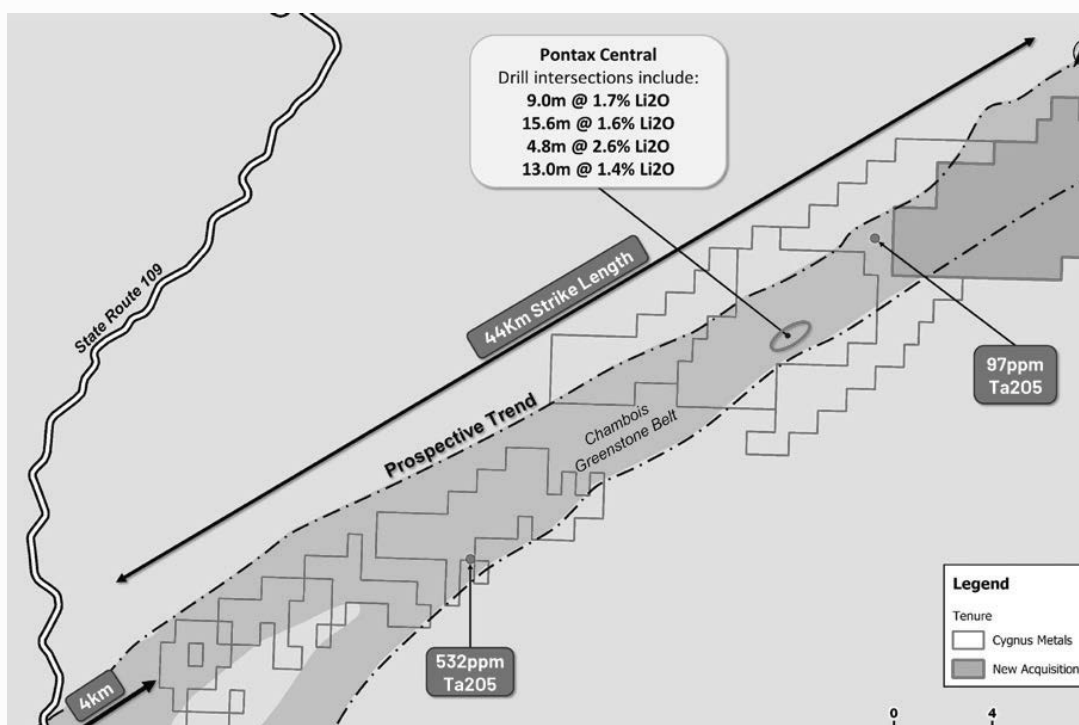 Pontax Central
Drill intersections include:
9.0m @ 1.7% Li2O
15.6m @ 1.6% Li2O
4.8m @ 2.6% Li2O
13.0m @ 1.4% Li2O
State Route 109
44Km Strike Length
97ppm
Ta2O5
Prospective Trend
Chambois
Greenstone Belt
532ppm
Ta2O5
4km
Legend
Tenure
Cygnus Metals
New Acquisition
0 4